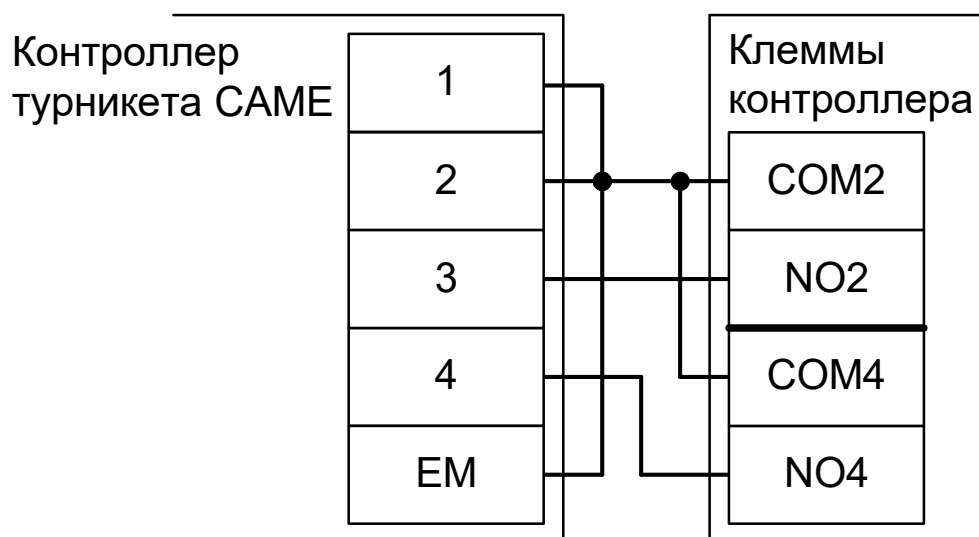 Контроллер
турникета CAME
1
2
3
4
EM
Клеммы
контроллера
COM2
NO2
COM4
NO4